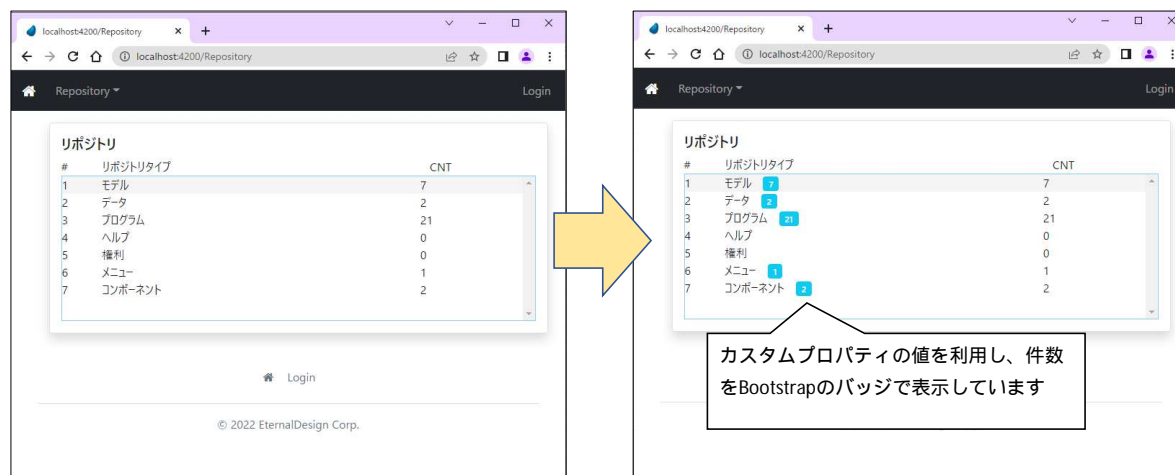 localhost:4200/Repository
localhost:4200/Repository
Repository
Login
リポジトリ
# リポジトリタイプ CNT
1 モデル 7
2 データ 2
3 プログラム 21
4 ヘルプ 0
5 権利 0
6 メニュー 1
7 コンポーネント 2
Login
© 2022 EternalDesign Corp.
localhost:4200/Repository
localhost:4200/Repository
Repository
Login
リポジトリ
# リポジトリタイプ CNT
1 モデル 7 7
2 データ 2 2
3 プログラム 21 21
4 ヘルプ 0
5 権利 0
6 メニュー 1 1
7 コンポーネント 2 2
カスタムプロパティの値を利用し、件数
をBootstrapのバッジで表示しています